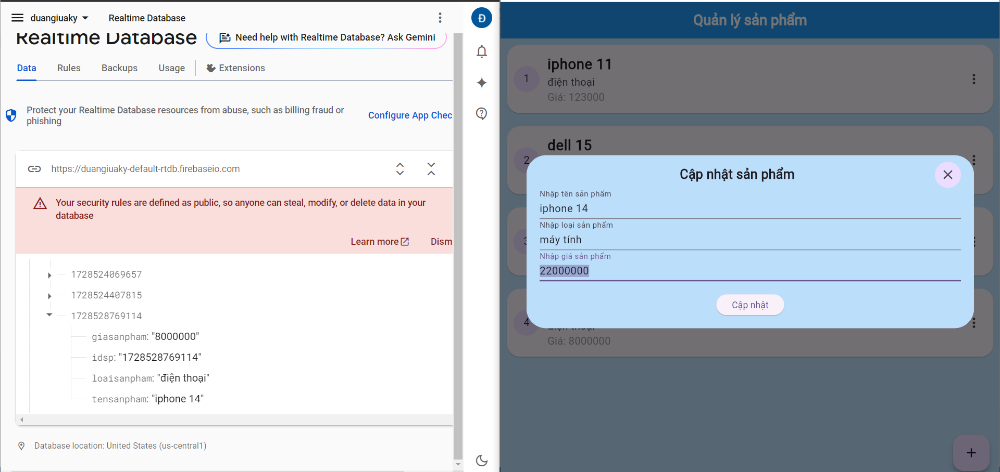 duangiuaky
Realtime Database
Realtime Database
Need help with Realtime Database? Ask Gemini
Data
Rules
Backups
Usage
Extensions
Protect your Realtime Database resources from abuse, such as billing fraud or
phishing
Configure App Chec
https://duangiuaky-default-rtdb.firebaseio.com
Your security rules are defined as public, so anyone can steal, modify, or delete data in your
database
Learn more
Dism
1728524069657
1728524407815
1728528769114
giasanpham: "8000000"
idsp: "1728528769114"
loaisanpham: "điện thoại"
tensanpham: "iphone 14"
Database location: United States (us-central1)
Đ
Quản lý sản phẩm
1
iphone 11
điện thoại
Giá: 123000
2
dell 15
Cập nhật sản phẩm
Nhập tên sản phẩm
iphone 14
Nhập loại sản phẩm
máy tính
Nhập giá sản phẩm
22000000
Cập nhật
3
4
điện thoại
Giá: 8000000